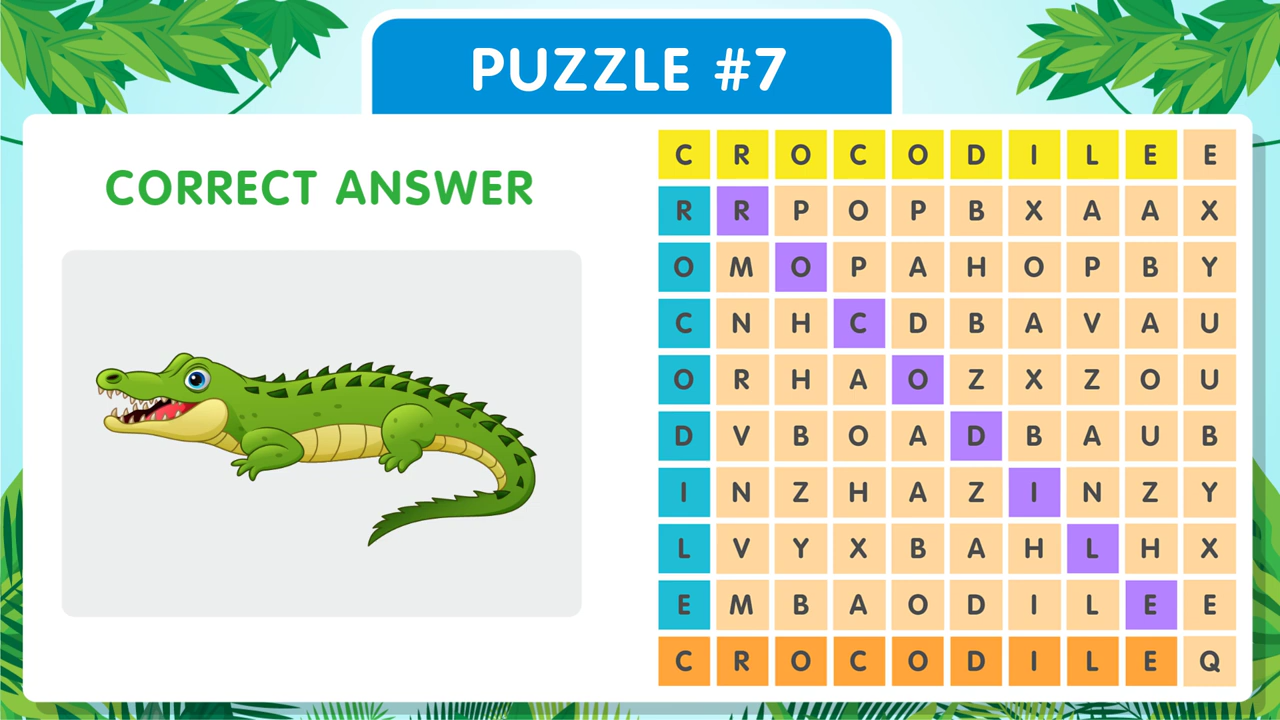 PUZZLE #7
CORRECT ANSWER
C R O C O D I L E E
R R P O P B X A A X
O M O P A H O P B Y
C N H C D B A V A U
O R H A O Z X Z O U
D V B O A D B A U B
I N Z H A Z I N Z Y
L V Y X B A H L H X
E M B A O D I L E E
C R O C O D I L E Q